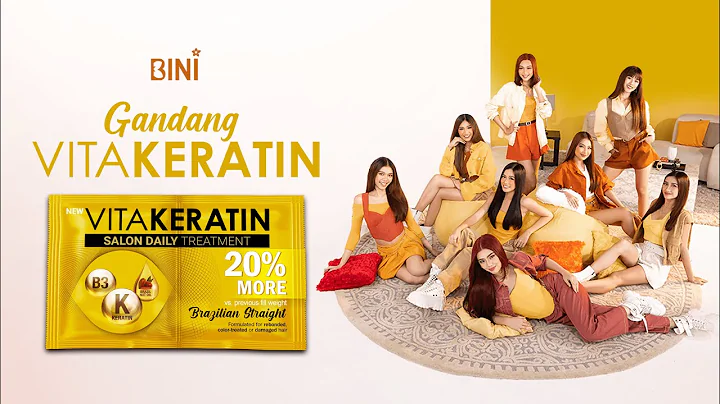 BINI
Gandang
VITAKERATIN
NEW VITAKERATIN
SALON DAILY TREATMENT
20%
MORE
vs. previous fill weight
Brazilian Straight
Formulated for rebonded,
color-treated or damaged hair
B3
K
KERATIN